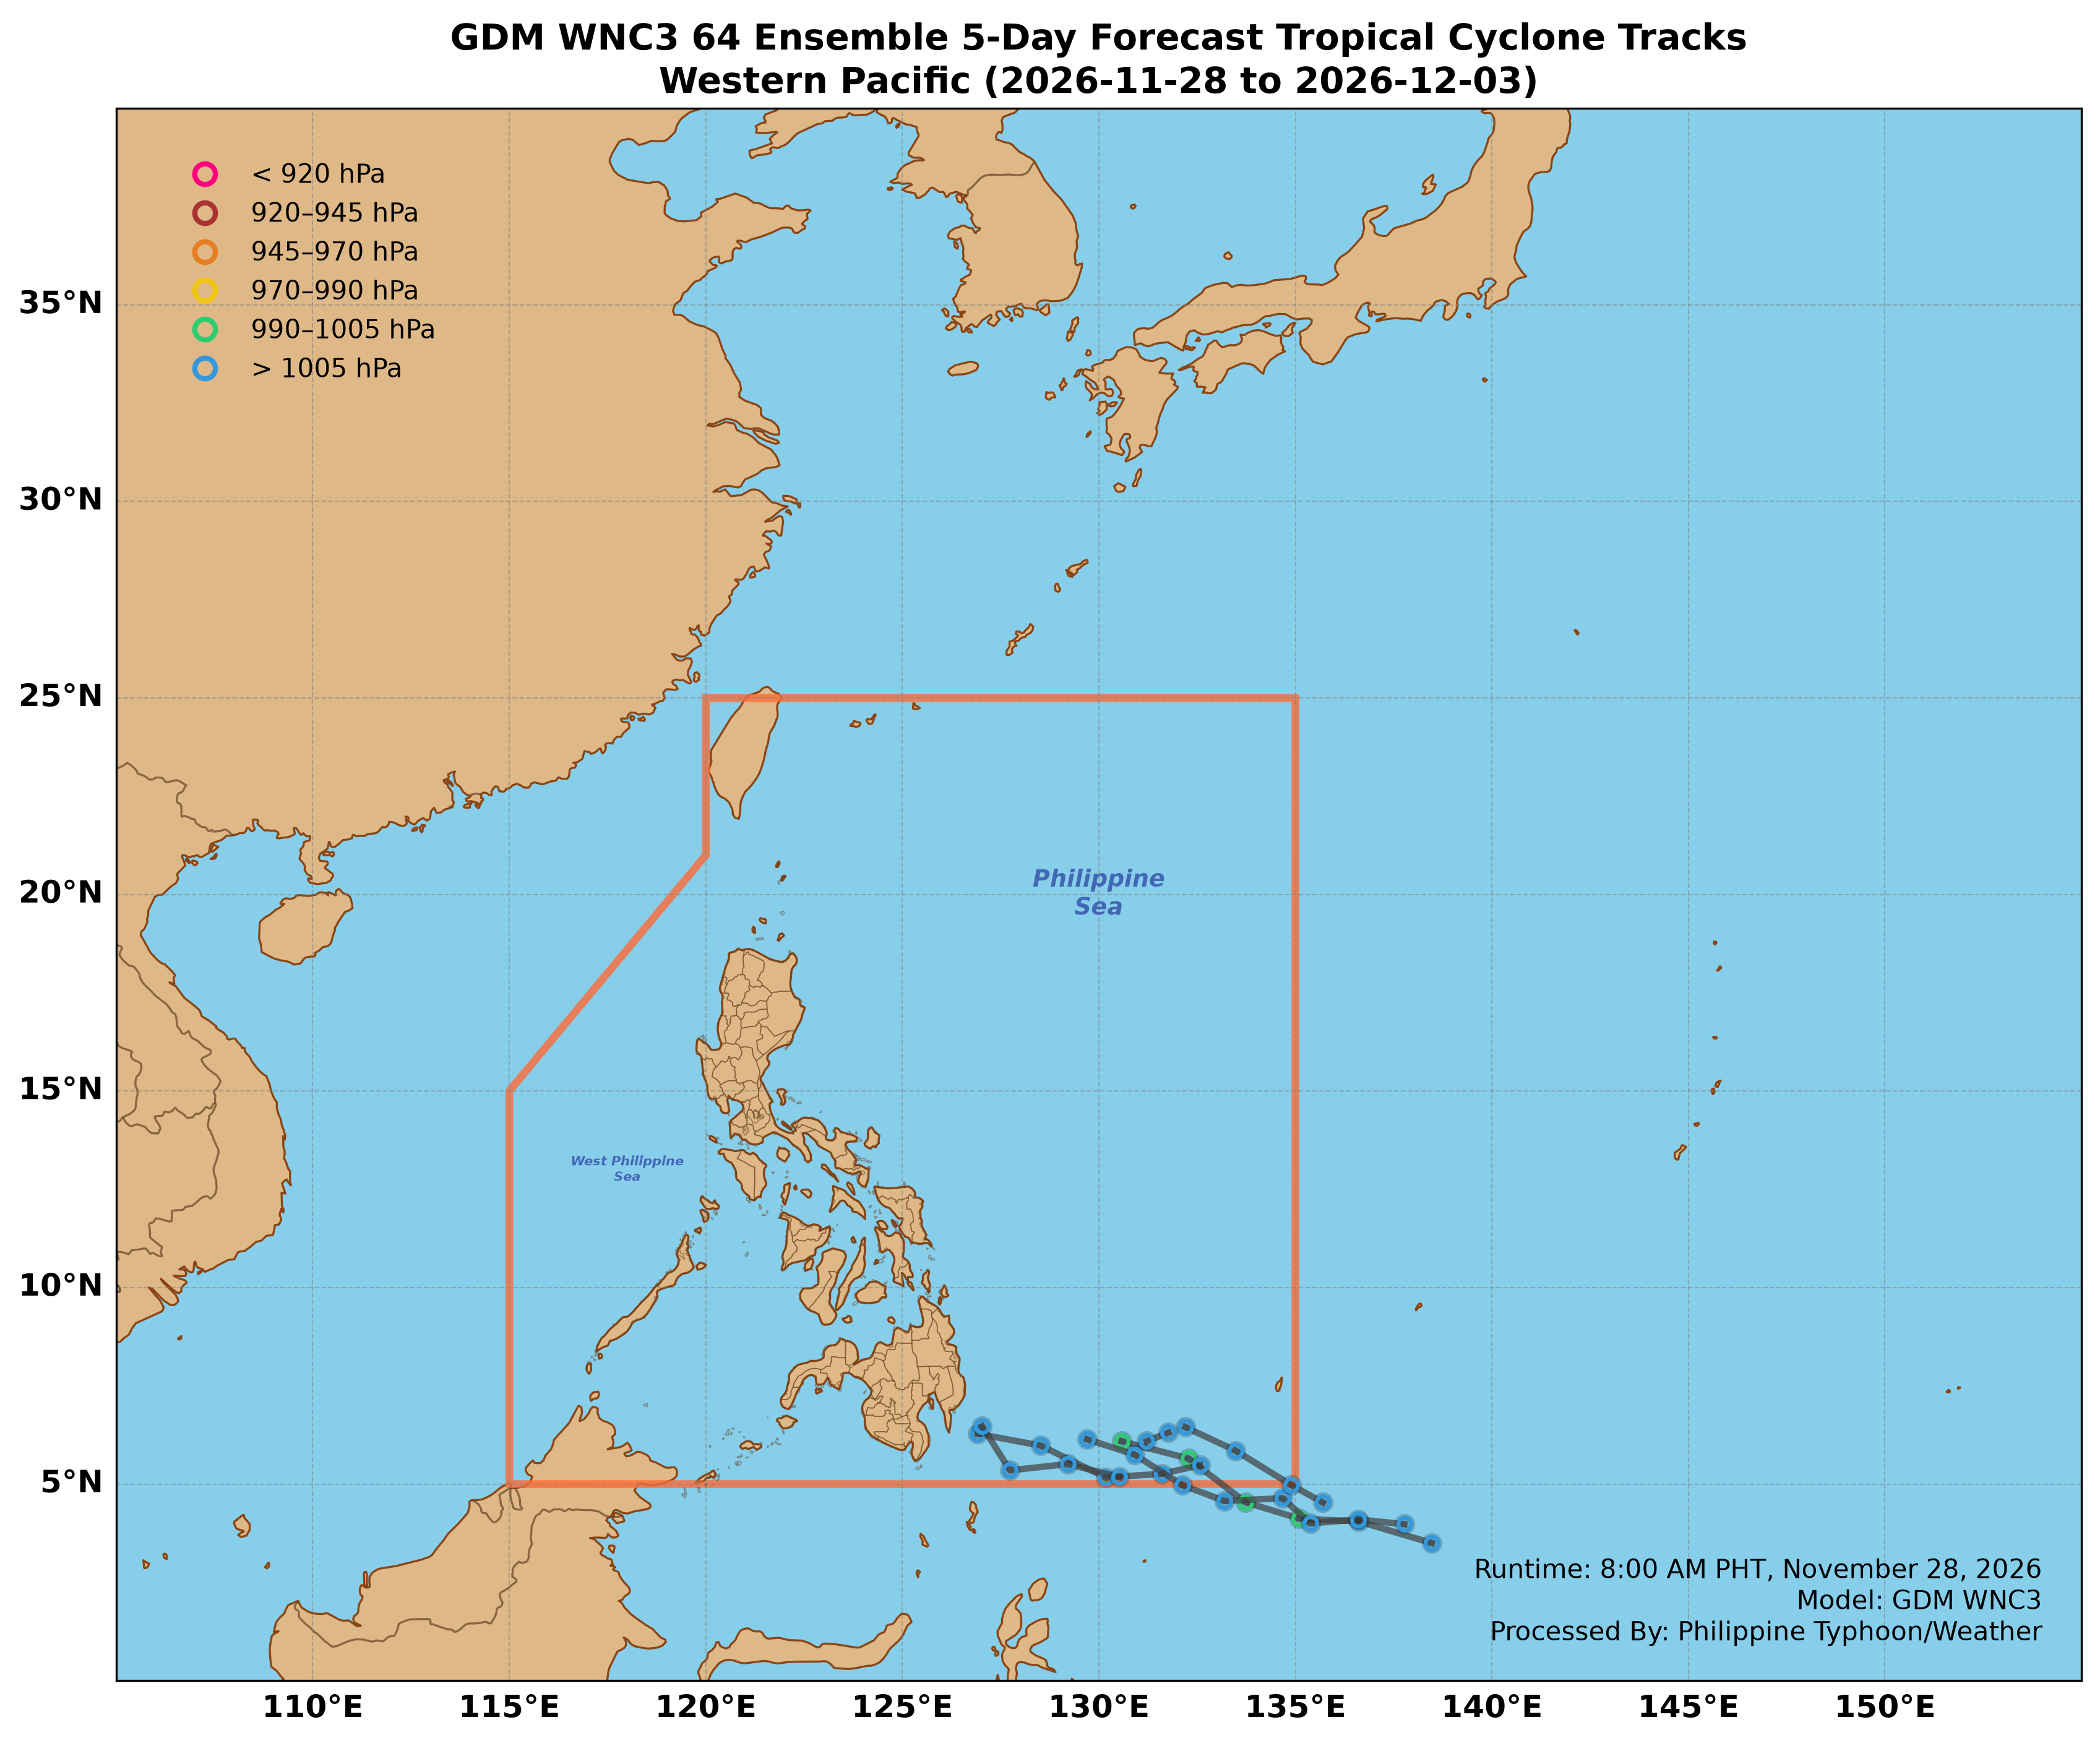 GDM WNC3 64 Ensemble 5-Day Forecast Tropical Cyclone Tracks
Western Pacific (2026-11-28 to 2026-12-03)
< 920 hPa
920–945 hPa
945–970 hPa
970–990 hPa
990–1005 hPa
> 1005 hPa
35°N
30°N
25°N
20°N
15°N
10°N
5°N
Philippine
Sea
West Philippine
Sea
Runtime: 8:00 AM PHT, November 28, 2026
Model: GDM WNC3
Processed By: Philippine Typhoon/Weather
110°E 115°E 120°E 125°E 130°E 135°E 140°E 145°E 150°E